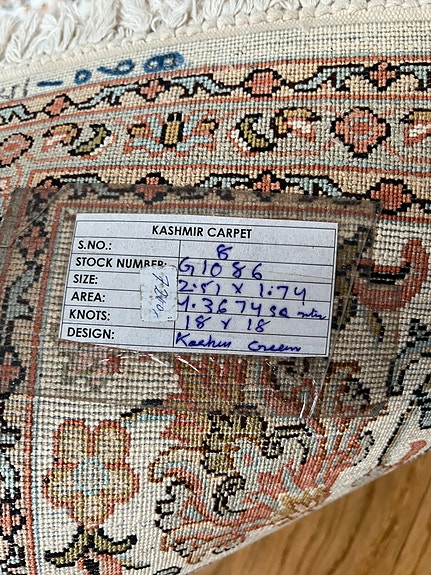 KASHMIR CARPET
S.NO.: 8
STOCK NUMBER: G1086
SIZE: 2.51 x 1.74
AREA: 4.3674 sq
KNOTS: 18 x 18
DESIGN: Kashan Cream